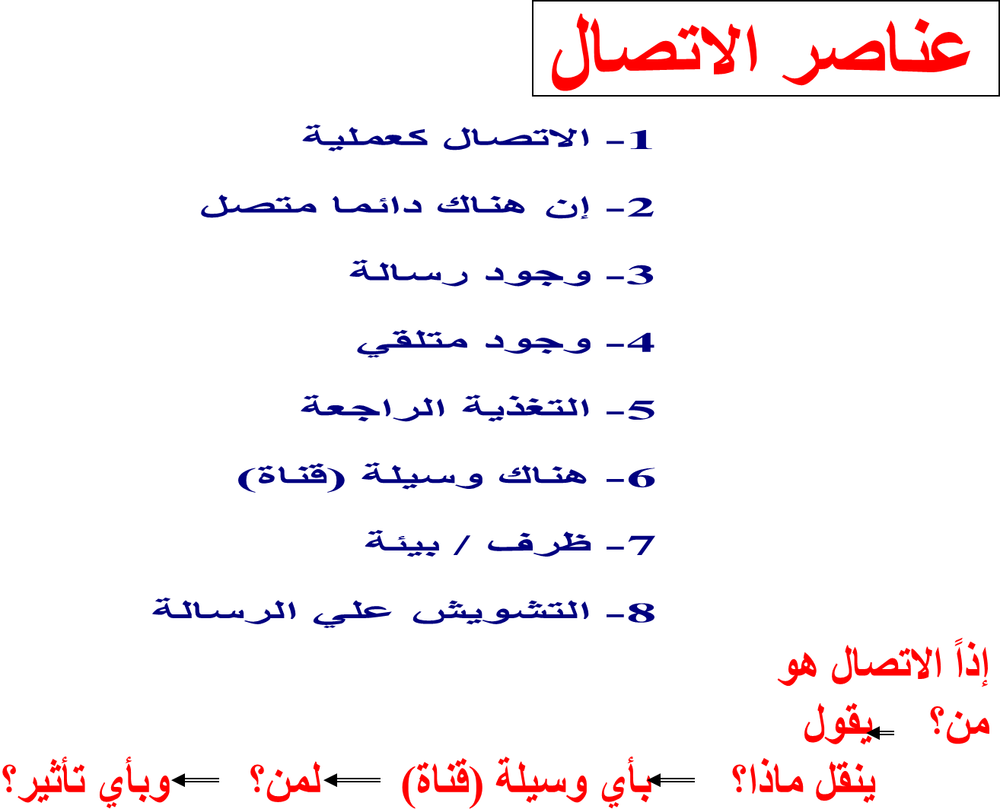 عناصر الاتصال
1- الاتصال كعملية
2- إن هناك دائما متصل
3- وجود رسالة
4- وجود متلقي
5- التغذية الراجعة
6- هناك وسيلة (قناة)
7- ظرف / بيئة
8- التشويش علي الرسالة
إذاً الاتصال هو
من؟ يقول
ينقل ماذا؟ بأي وسيلة (قناة) لمن؟ وبأي تأثير؟